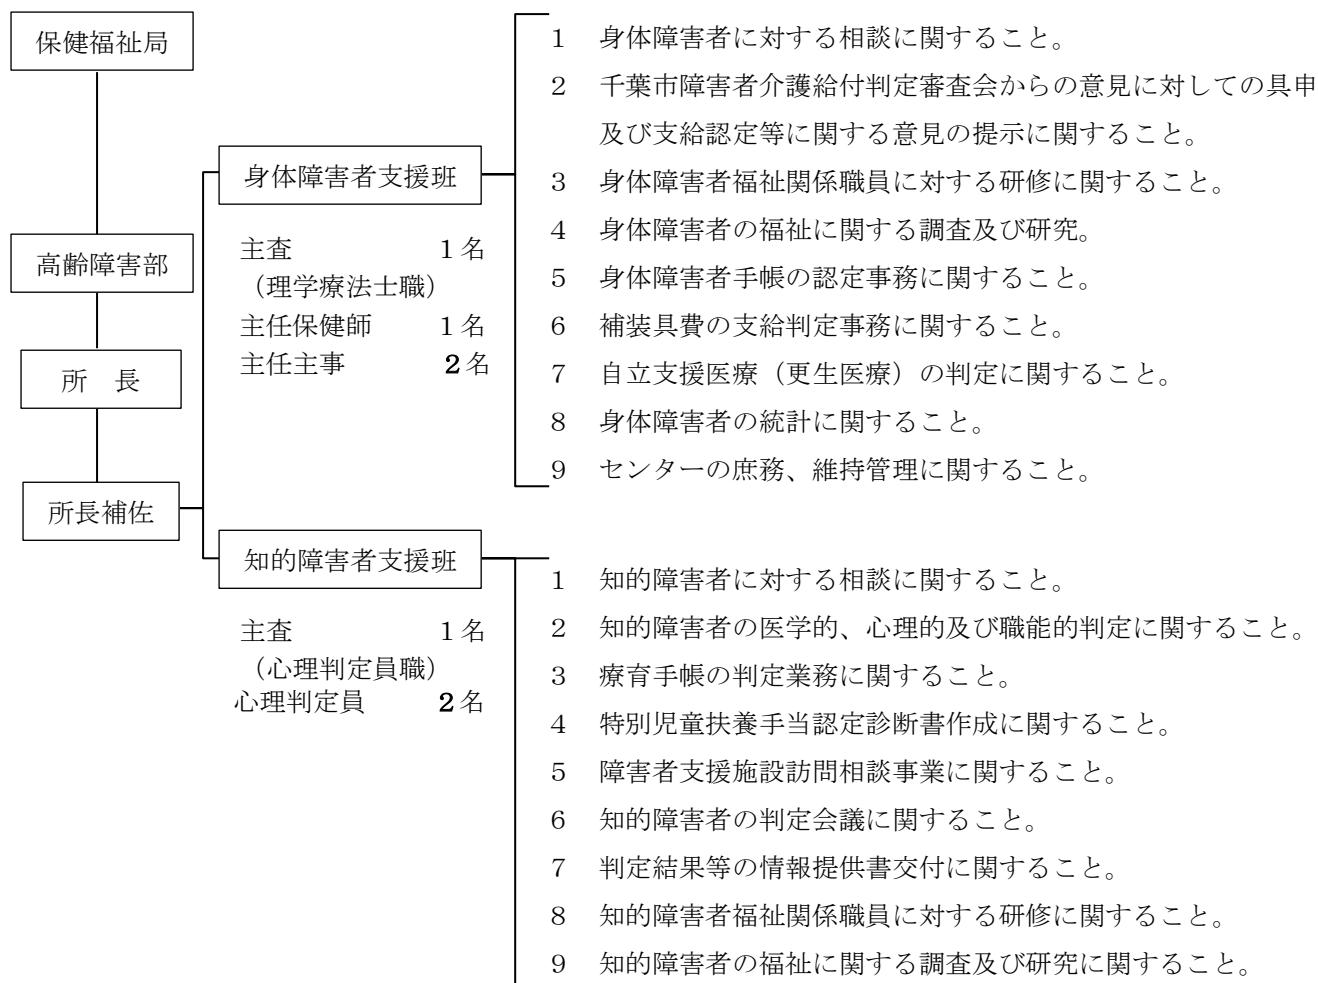 保健福祉局
高齢障害部
所　長
所長補佐
身体障害者支援班
主査　１名
（理学療法士職）
主任保健師　１名
主任主事　２名
１　身体障害者に対する相談に関すること。
２　千葉市障害者介護給付判定審査会からの意見に対しての具申
及び支給認定等に関する意見の提示に関すること。
３　身体障害者福祉関係職員に対する研修に関すること。
４　身体障害者の福祉に関する調査及び研究。
５　身体障害者手帳の認定事務に関すること。
６　補装具費の支給判定事務に関すること。
７　自立支援医療（更生医療）の判定に関すること。
８　身体障害者の統計に関すること。
９　センターの庶務、維持管理に関すること。
知的障害者支援班
主査　１名
（心理判定員職）
心理判定員　２名
１　知的障害者に対する相談に関すること。
２　知的障害者の医学的、心理的及び職能的判定に関すること。
３　療育手帳の判定業務に関すること。
４　特別児童扶養手当認定診断書作成に関すること。
５　障害者支援施設訪問相談事業に関すること。
６　知的障害者の判定会議に関すること。
７　判定結果等の情報提供書交付に関すること。
８　知的障害者福祉関係職員に対する研修に関すること。
９　知的障害者の福祉に関する調査及び研究に関すること。